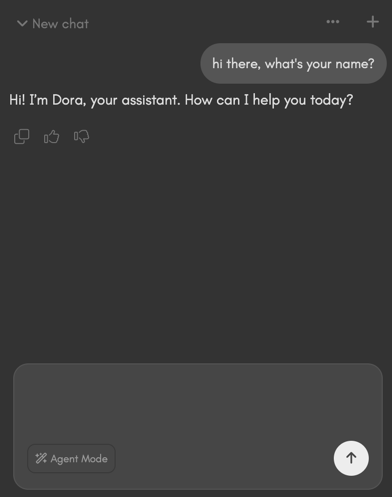 New chat
hi there, what's your name?
Hi! I'm Dora, your assistant. How can I help you today?
Agent Mode